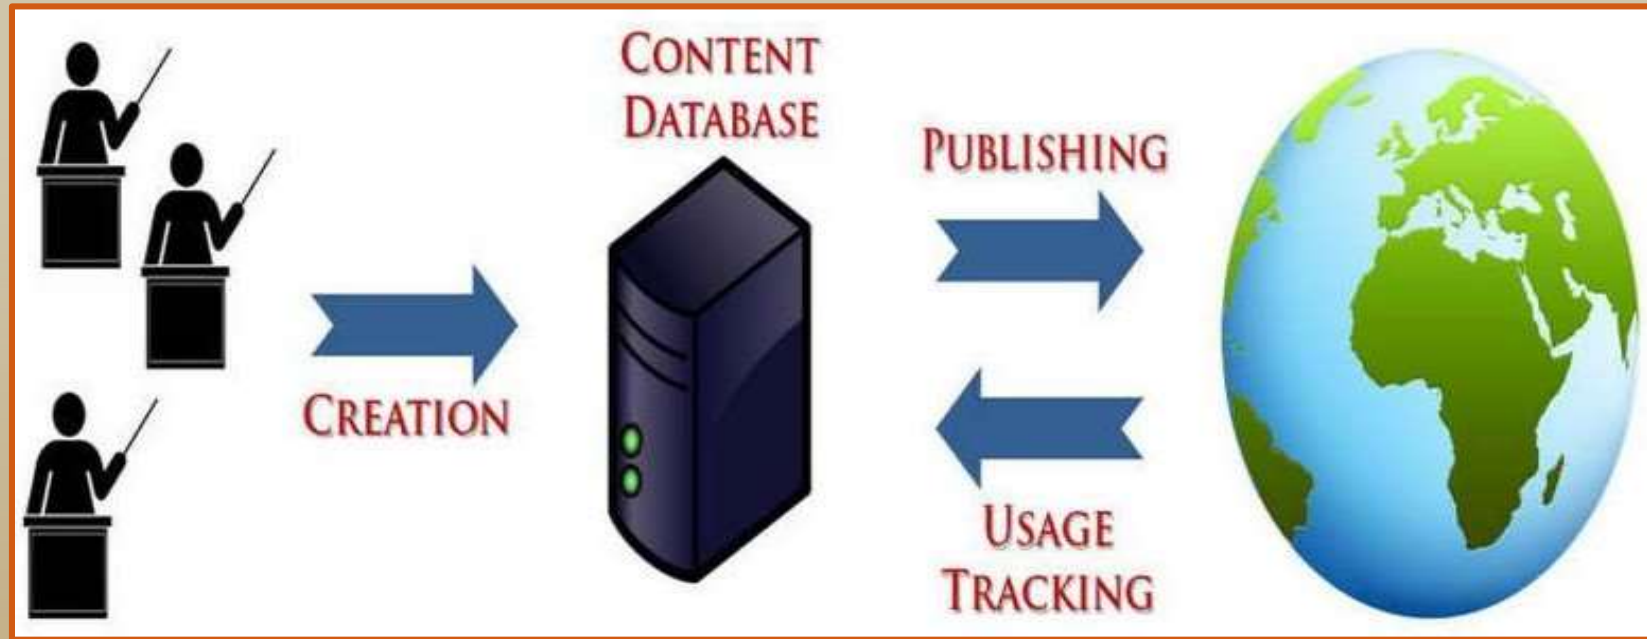 CONTENT
DATABASE
PUBLISHING
CREATION
USAGE
TRACKING